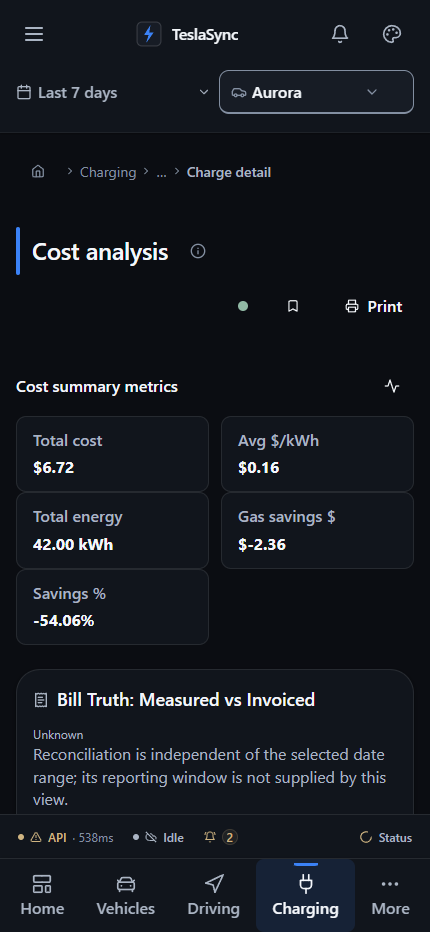 TeslaSync
Last 7 days
Aurora
Charging
...
Charge detail
Cost analysis
Print
Cost summary metrics
Total cost
$6.72
Avg $/kWh
$0.16
Total energy
42.00 kWh
Gas savings $
$-2.36
Savings %
-54.06%
Bill Truth: Measured vs Invoiced
Unknown
Reconciliation is independent of the selected date
range; its reporting window is not supplied by this
view.
API · 538ms
Idle
2
Status
Home
Vehicles
Driving
Charging
More